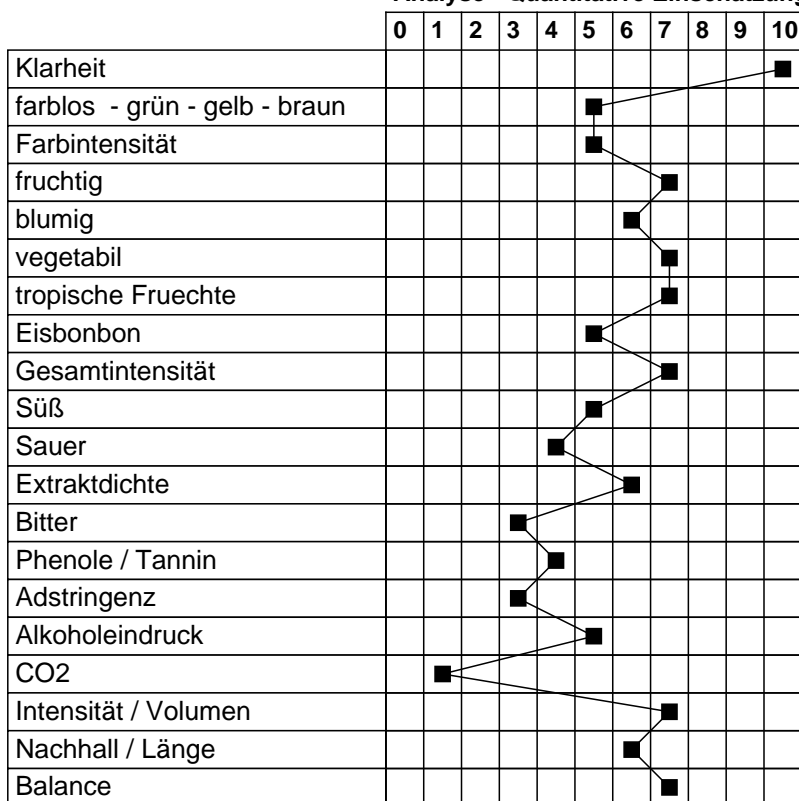 0 1 2 3 4 5 6 7 8 9 10
Klarheit
farblos - grün - gelb - braun
Farbintensität
fruchtig
blumig
vegetabil
tropische Fruechte
Eisbonbon
Gesamtintensität
Süß
Sauer
Extraktdichte
Bitter
Phenole / Tannin
Adstringenz
Alkoholeindruck
CO2
Intensität / Volumen
Nachhall / Länge
Balance